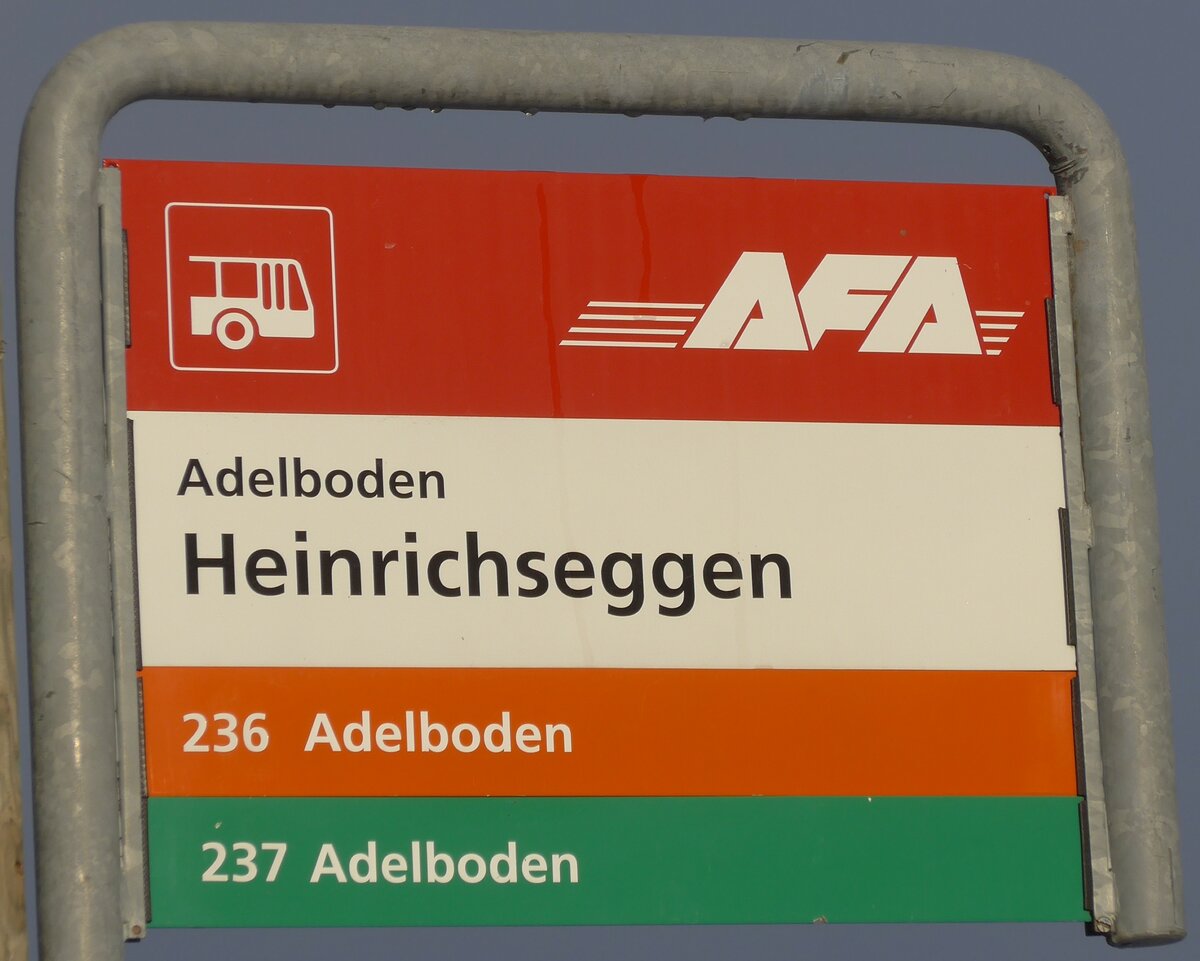 AFA
Adelboden
Heinrichseggen
236 Adelboden
237 Adelboden